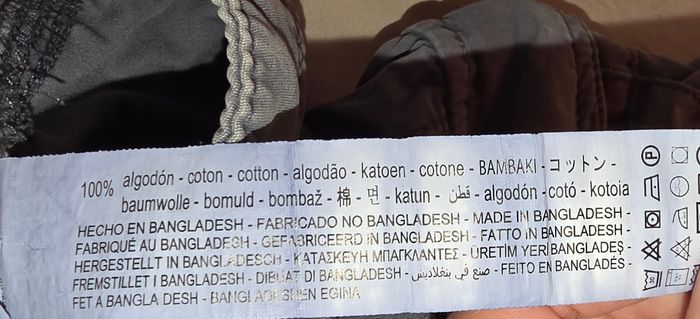 100% algodón - coton - cotton - algodão - katoen - cotone - ΒΑΜΒΑΚΙ - コットン -
baumwolle - bomuld - bombaž - 棉 - 면 - katun - قطن - algodón - cotó - kotoia
HECHO EN BANGLADESH - FABRICADO NO BANGLADESH - MADE IN BANGLADESH -
FABRIQUÉ AU BANGLADESH - GEFABRICEERD IN BANGLADESH - FATTO IN BANGLADESH -
HERGESTELLT IN BANGLADESCH - ΚΑΤΑΣΚΕΥΗ ΜΠΑΓΚΛΑΝΤΕΣ - ÜRETİM YERİ BANGLADEŞ -
FREMSTILLET I BANGLADESH - DIBUAT DI BANGLADESH - صنع في بنغلاديش - FEITO EN BANGLADÉS -
FET A BANGLA DESH - BANGLADESHEN EGINA
P